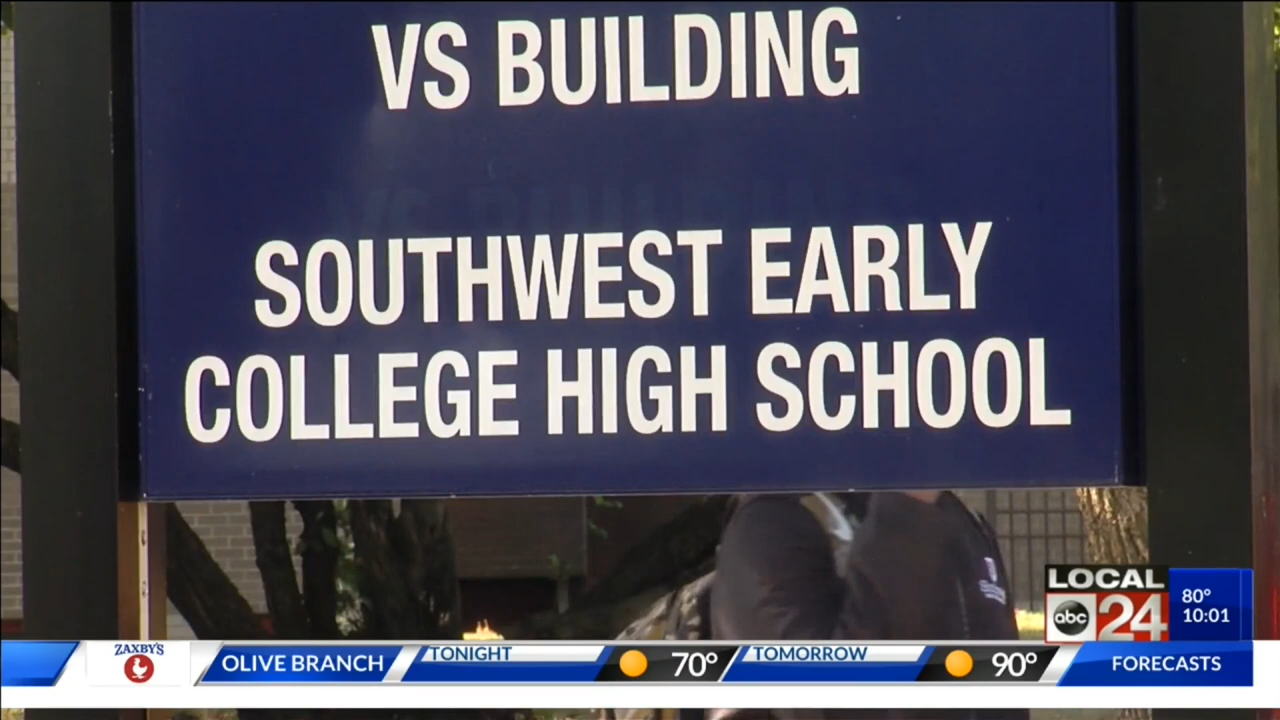 VS BUILDING
SOUTHWEST EARLY
COLLEGE HIGH SCHOOL
LOCAL
abc 24
80°
10:01
ZAXBY'S
OLIVE BRANCH
TONIGHT
70°
TOMORROW
90°
FORECASTS